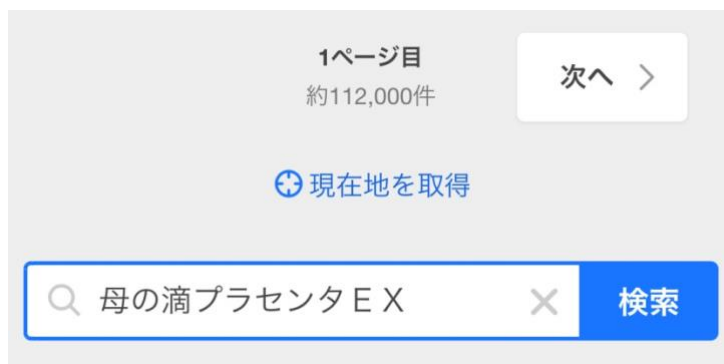 1ページ目
約112,000件
次へ
現在地を取得
母の滴プラセンタEX
検索